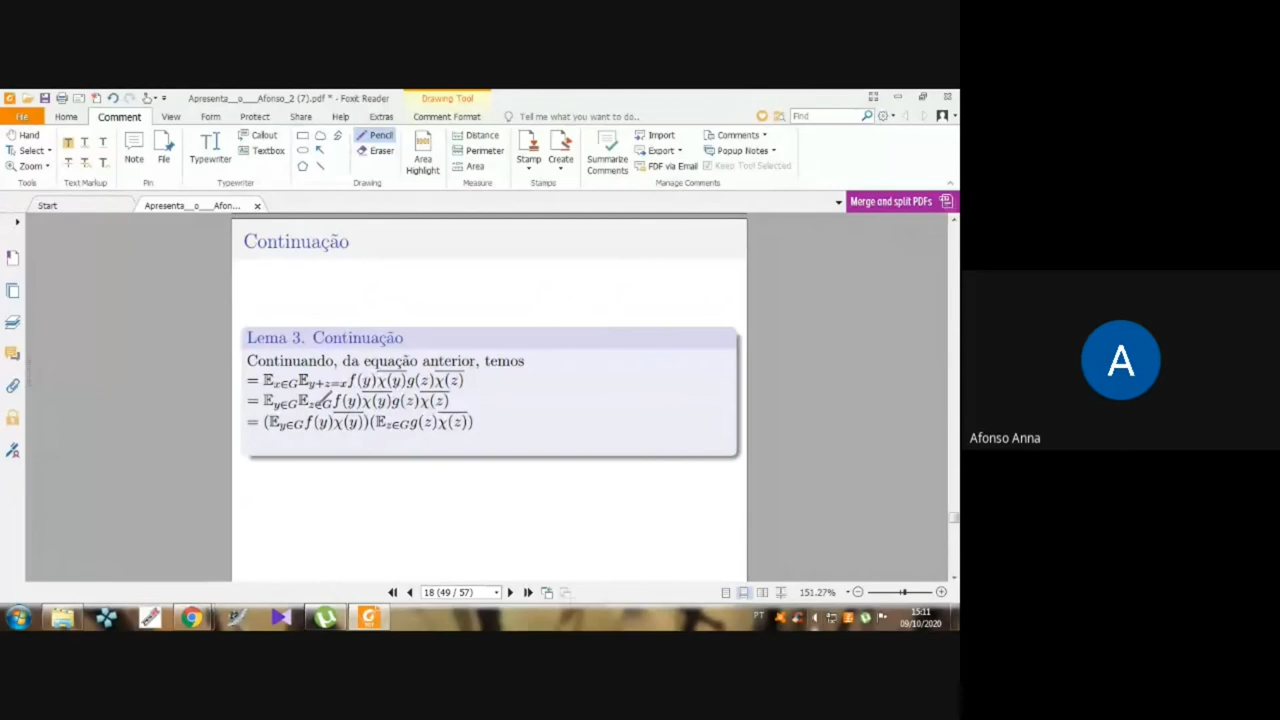 Apresenta__o___Afonso_2 (7).pdf * - Foxit Reader
Drawing Tool
File Home Comment View Form Protect Share Help Extras Comment Format Tell me what you want to do.. Find
Hand
Select
Zoom
Tools
Text Markup
Note
File
Pin
Typewriter
Callout
Textbox
Typewriter
Pencil
Eraser
Drawing
Area Highlight
Distance
Perimeter
Area
Measure
Stamp
Create
Stamps
Summarize Comments
Import
Export
FDF via Email
Comments
Popup Notes
Keep Tool Selected
Manage Comments
Start
Apresenta__o___Afon...
Merge and split PDFs
Continuação
Lema 3. Continuação
Continuando, da equação anterior, temos
= 𝔼_{x∈G}𝔼_{y+z=x}f(y)\overline{χ(y)}g(z)\overline{χ(z)}
= 𝔼_{y∈G}𝔼_{z∈G}f(y)\overline{χ(y)}g(z)\overline{χ(z)}
= (𝔼_{y∈G}f(y)\overline{χ(y)})(𝔼_{z∈G}g(z)\overline{χ(z)})
18 (49 / 57)
151.27%
PT
15:11
09/10/2020
A
Afonso Anna